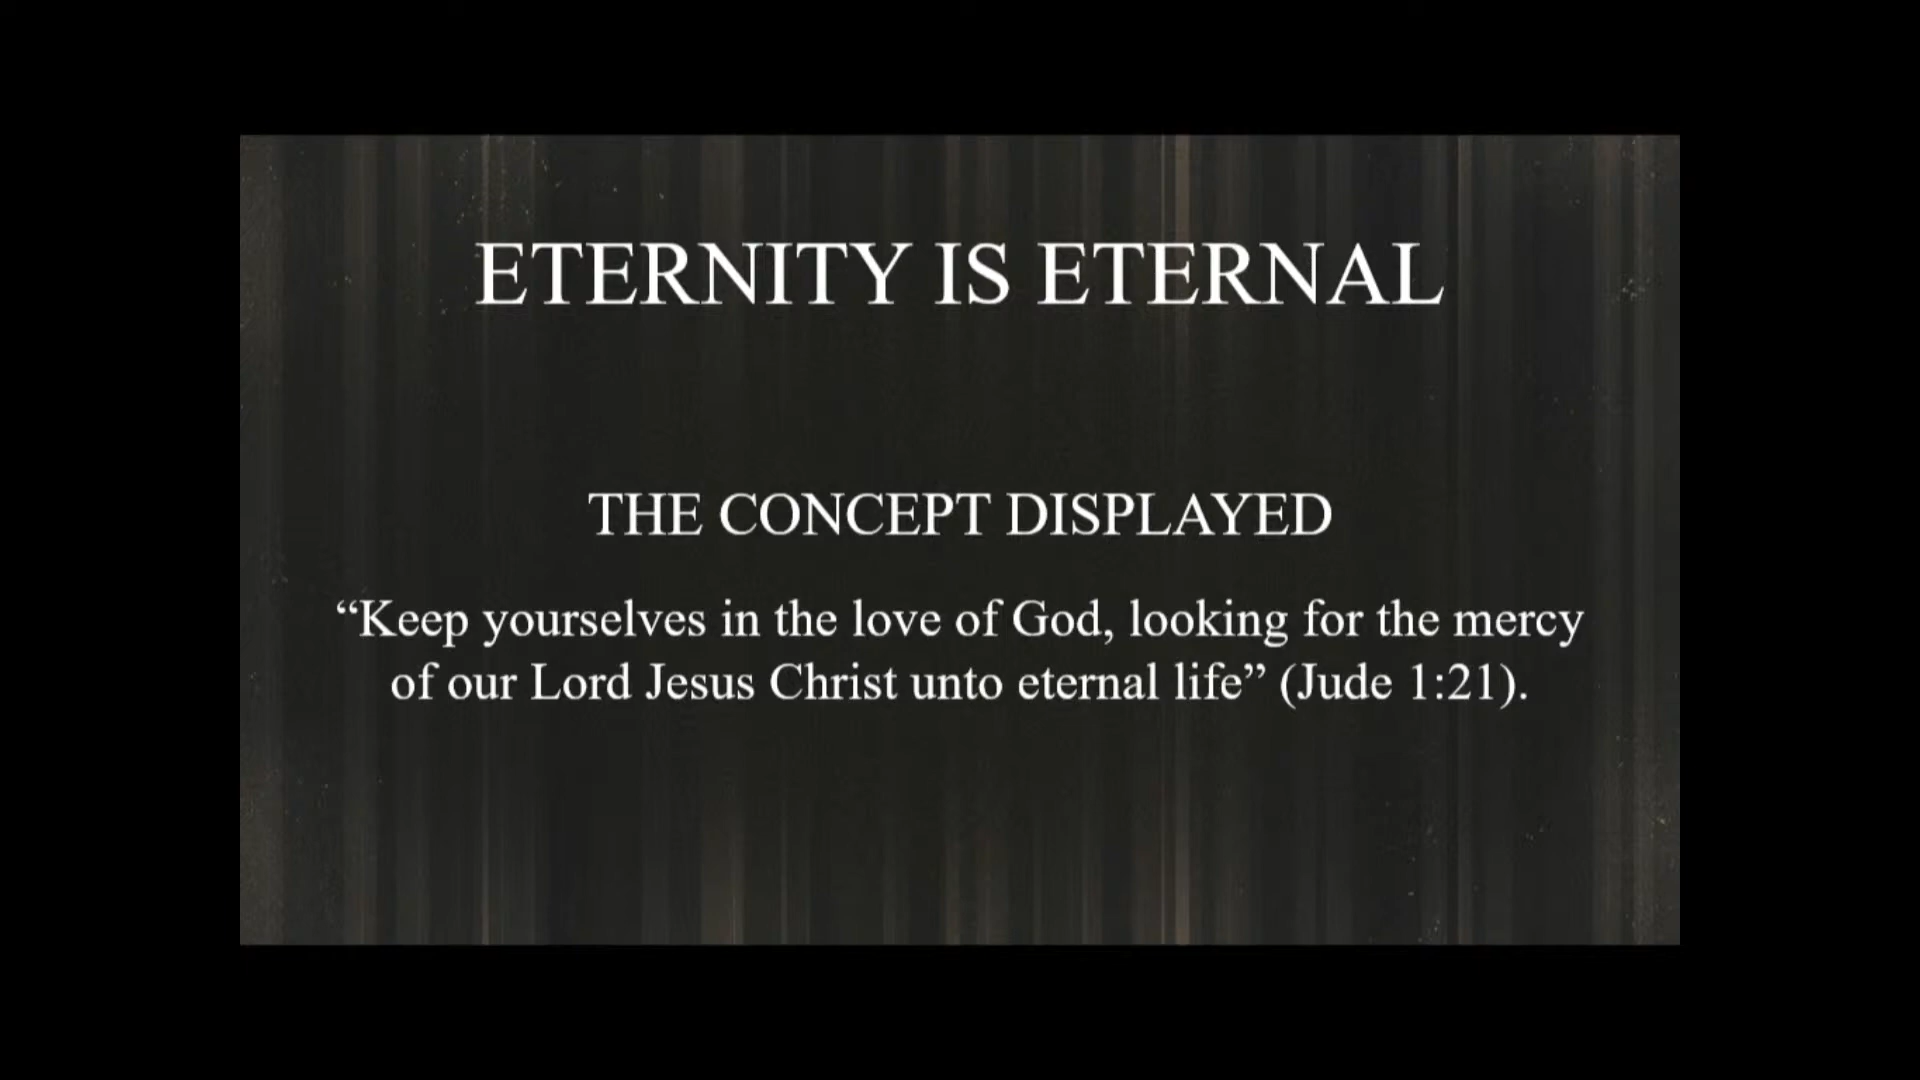 ETERNITY IS ETERNAL
THE CONCEPT DISPLAYED
“Keep yourselves in the love of God, looking for the mercy
of our Lord Jesus Christ unto eternal life” (Jude 1:21).